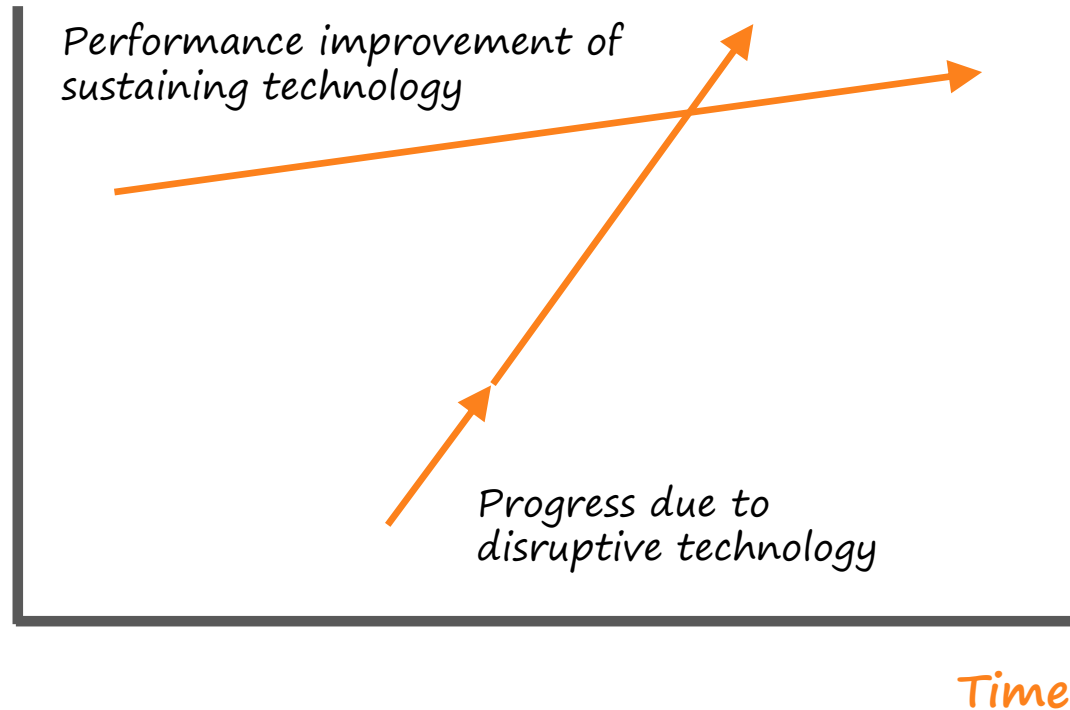 Performance improvement of
sustaining technology
Progress due to
disruptive technology
Time